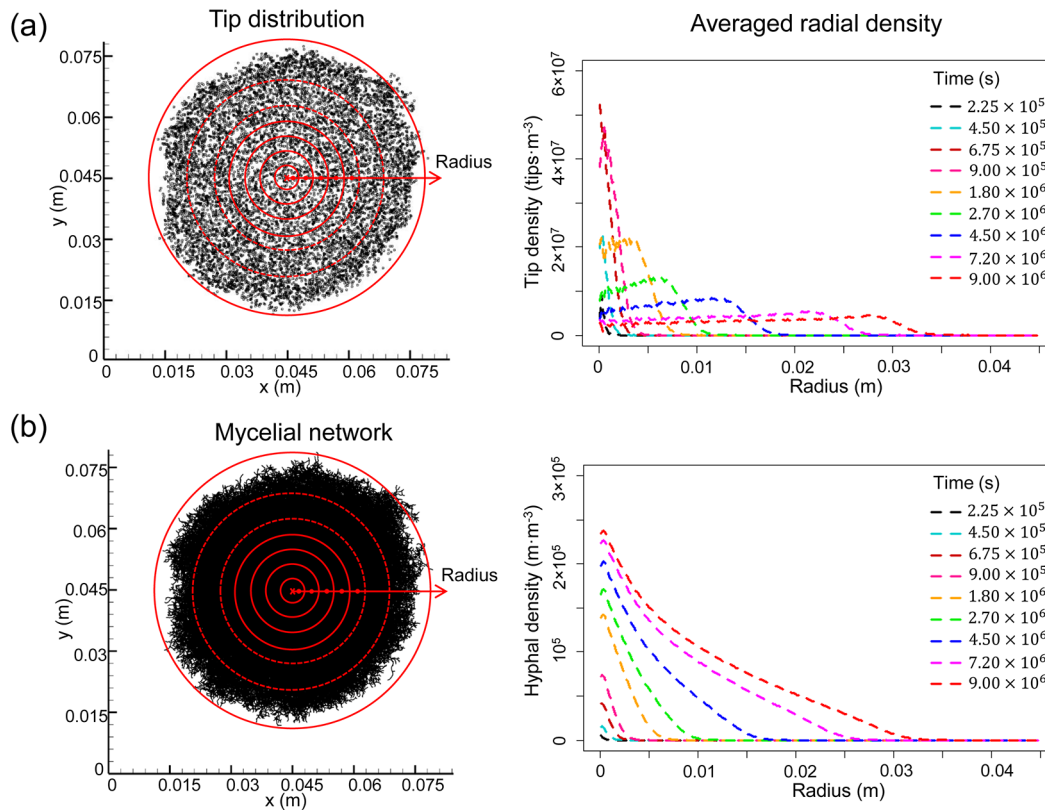 (a)
Tip distribution
Averaged radial density
0.075
0.06
0.045
0.03
0.015
0
y (m)
Radius
0 0.015 0.03 0.045 0.06 0.075
x (m)
6×10⁷
4×10⁷
2×10⁷
0
Tip density (tips·m⁻³)
Time (s)
2.25 × 10⁵
4.50 × 10⁵
6.75 × 10⁵
9.00 × 10⁵
1.80 × 10⁶
2.70 × 10⁶
4.50 × 10⁶
7.20 × 10⁶
9.00 × 10⁶
0 0.01 0.02 0.03 0.04
Radius (m)
(b)
Mycelial network
0.075
0.06
0.045
0.03
0.015
0
y (m)
Radius
0 0.015 0.03 0.045 0.06 0.075
x (m)
3×10⁵
2×10⁵
10⁵
0
Hyphal density (m·m⁻³)
Time (s)
2.25 × 10⁵
4.50 × 10⁵
6.75 × 10⁵
9.00 × 10⁵
1.80 × 10⁶
2.70 × 10⁶
4.50 × 10⁶
7.20 × 10⁶
9.00 × 10⁶
0 0.01 0.02 0.03 0.04
Radius (m)